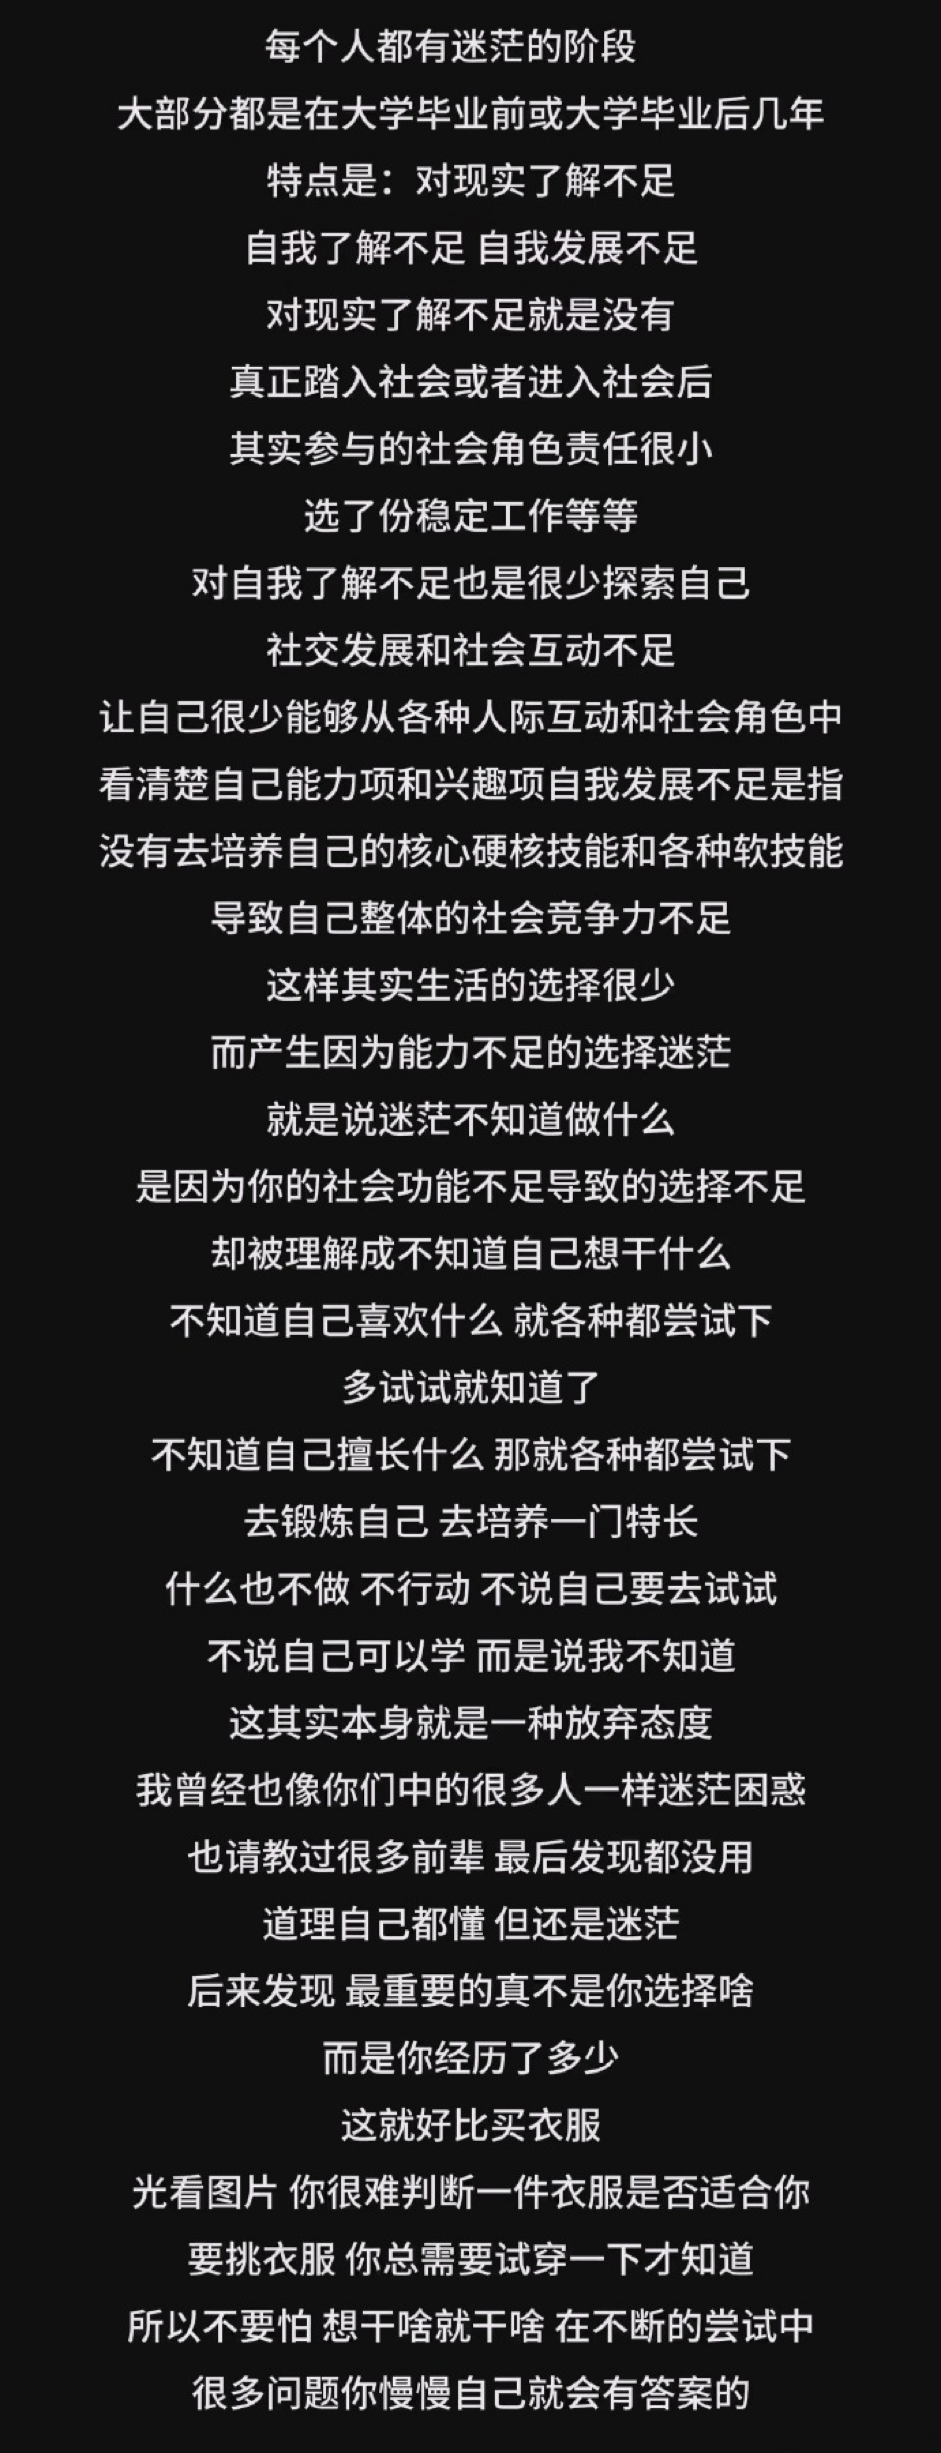 每个人都有迷茫的阶段
大部分都是在大学毕业前或大学毕业后几年
特点是：对现实了解不足
自我了解不足 自我发展不足
对现实了解不足就是没有
真正踏入社会或者进入社会后
其实参与的社会角色责任很小
选了份稳定工作等等
对自我了解不足也是很少探索自己
社交发展和社会互动不足
让自己很少能够从各种人际互动和社会角色中
看清楚自己能力项和兴趣项自我发展不足是指
没有去培养自己的核心硬核技能和各种软技能
导致自己整体的社会竞争力不足
这样其实生活的选择很少
而产生因为能力不足的选择迷茫
就是说迷茫不知道做什么
是因为你的社会功能不足导致的选择不足
却被理解成不知道自己想干什么
不知道自己喜欢什么 就各种都尝试下
多试试就知道了
不知道自己擅长什么 那就各种都尝试下
去锻炼自己 去培养一门特长
什么也不做 不行动 不说自己要去试试
不说自己可以学 而是说我不知道
这其实本身就是一种放弃态度
我曾经也像你们中的很多人一样迷茫困惑
也请教过很多前辈 最后发现都没用
道理自己都懂 但还是迷茫
后来发现 最重要的真不是你选择啥
而是你经历了多少
这就好比买衣服
光看图片 你很难判断一件衣服是否适合你
要挑衣服 你总需要试穿一下才知道
所以不要怕 想干啥就干啥 在不断的尝试中
很多问题你慢慢自己就会有答案的